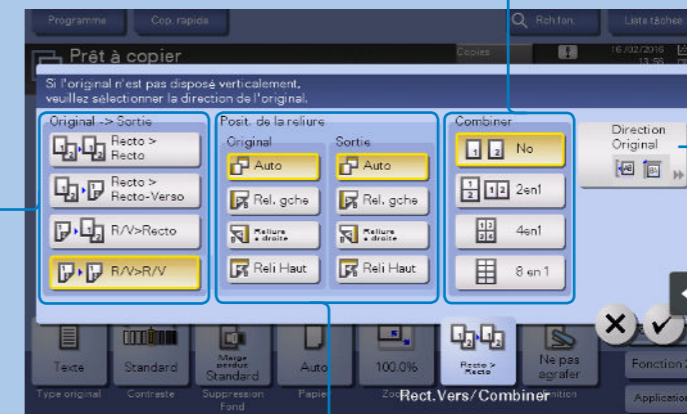 Programme
Cop. rapide
Rch fon.
Liste tâches
Prêt à copier
Copies
16/02/2016
13:56
Si l'original n'est pas disposé verticalement,
veuillez sélectionner la direction de l'original.
Original -> Sortie
Recto >
Recto
Recto >
Recto-Verso
R/V>Recto
R/V>R/V
Posit. de la reliure
Original
Auto
Rel. gche
Reliure
à droite
Reli Haut
Sortie
Auto
Rel. gche
Reliure
à droite
Reli Haut
Combiner
No
2en1
4en1
8 en 1
Direction
Original
Texte
Type original
Standard
Contraste
Marge
perdue
Standard
Suppression
Fond
Auto
Papier
100.0%
Recto >
Recto
Rect.Vers/Combiner
Ne pas
agrafer
Fonction
Application